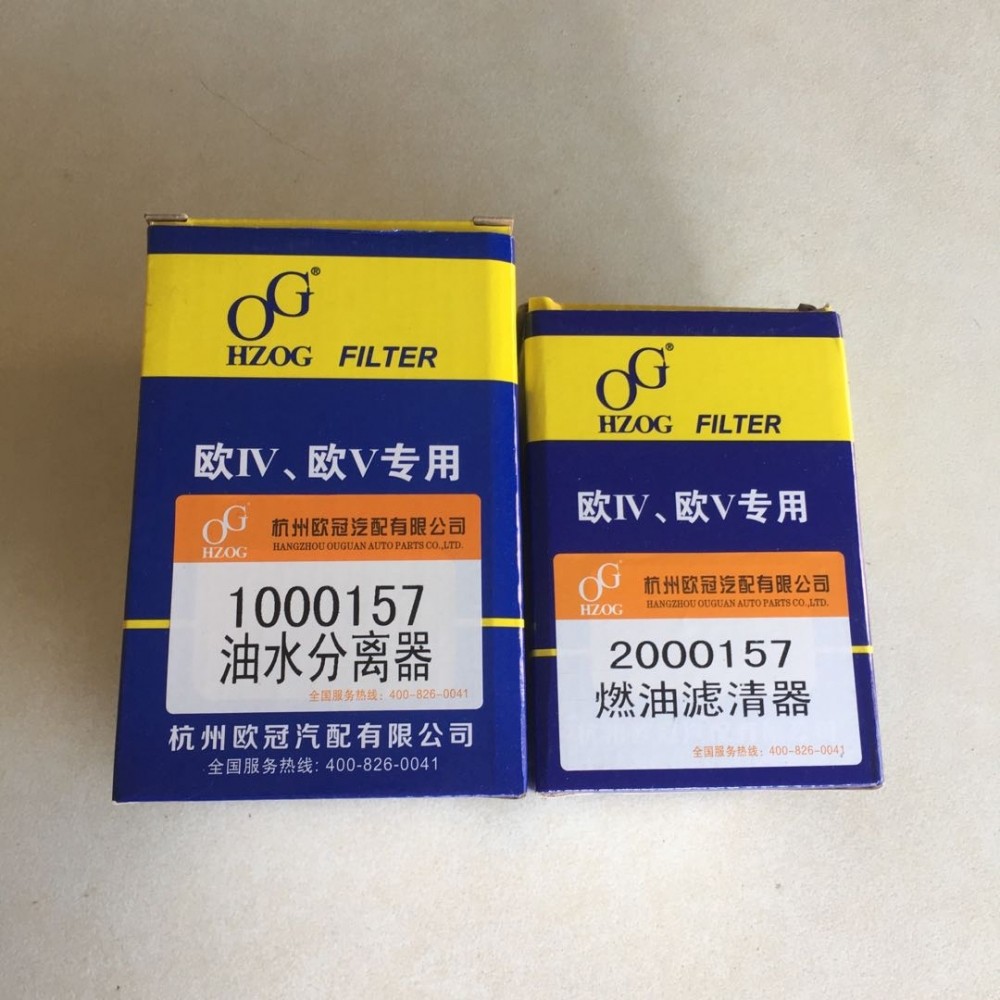 OG®
HZOG FILTER
欧IV、欧V专用
OG
HZOG
杭州欧冠汽配有限公司
HANGZHOU OUGUAN AUTO PARTS CO.,LTD.
1000157
油水分离器
全国服务热线：400-826-0041
杭州欧冠汽配有限公司
全国服务热线：400-826-0041
OG®
HZOG FILTER
欧IV、欧V专用
OG
HZOG
杭州欧冠汽配有限公司
HANGZHOU OUGUAN AUTO PARTS CO.,LTD.
2000157
燃油滤清器
全国服务热线：400-826-0041